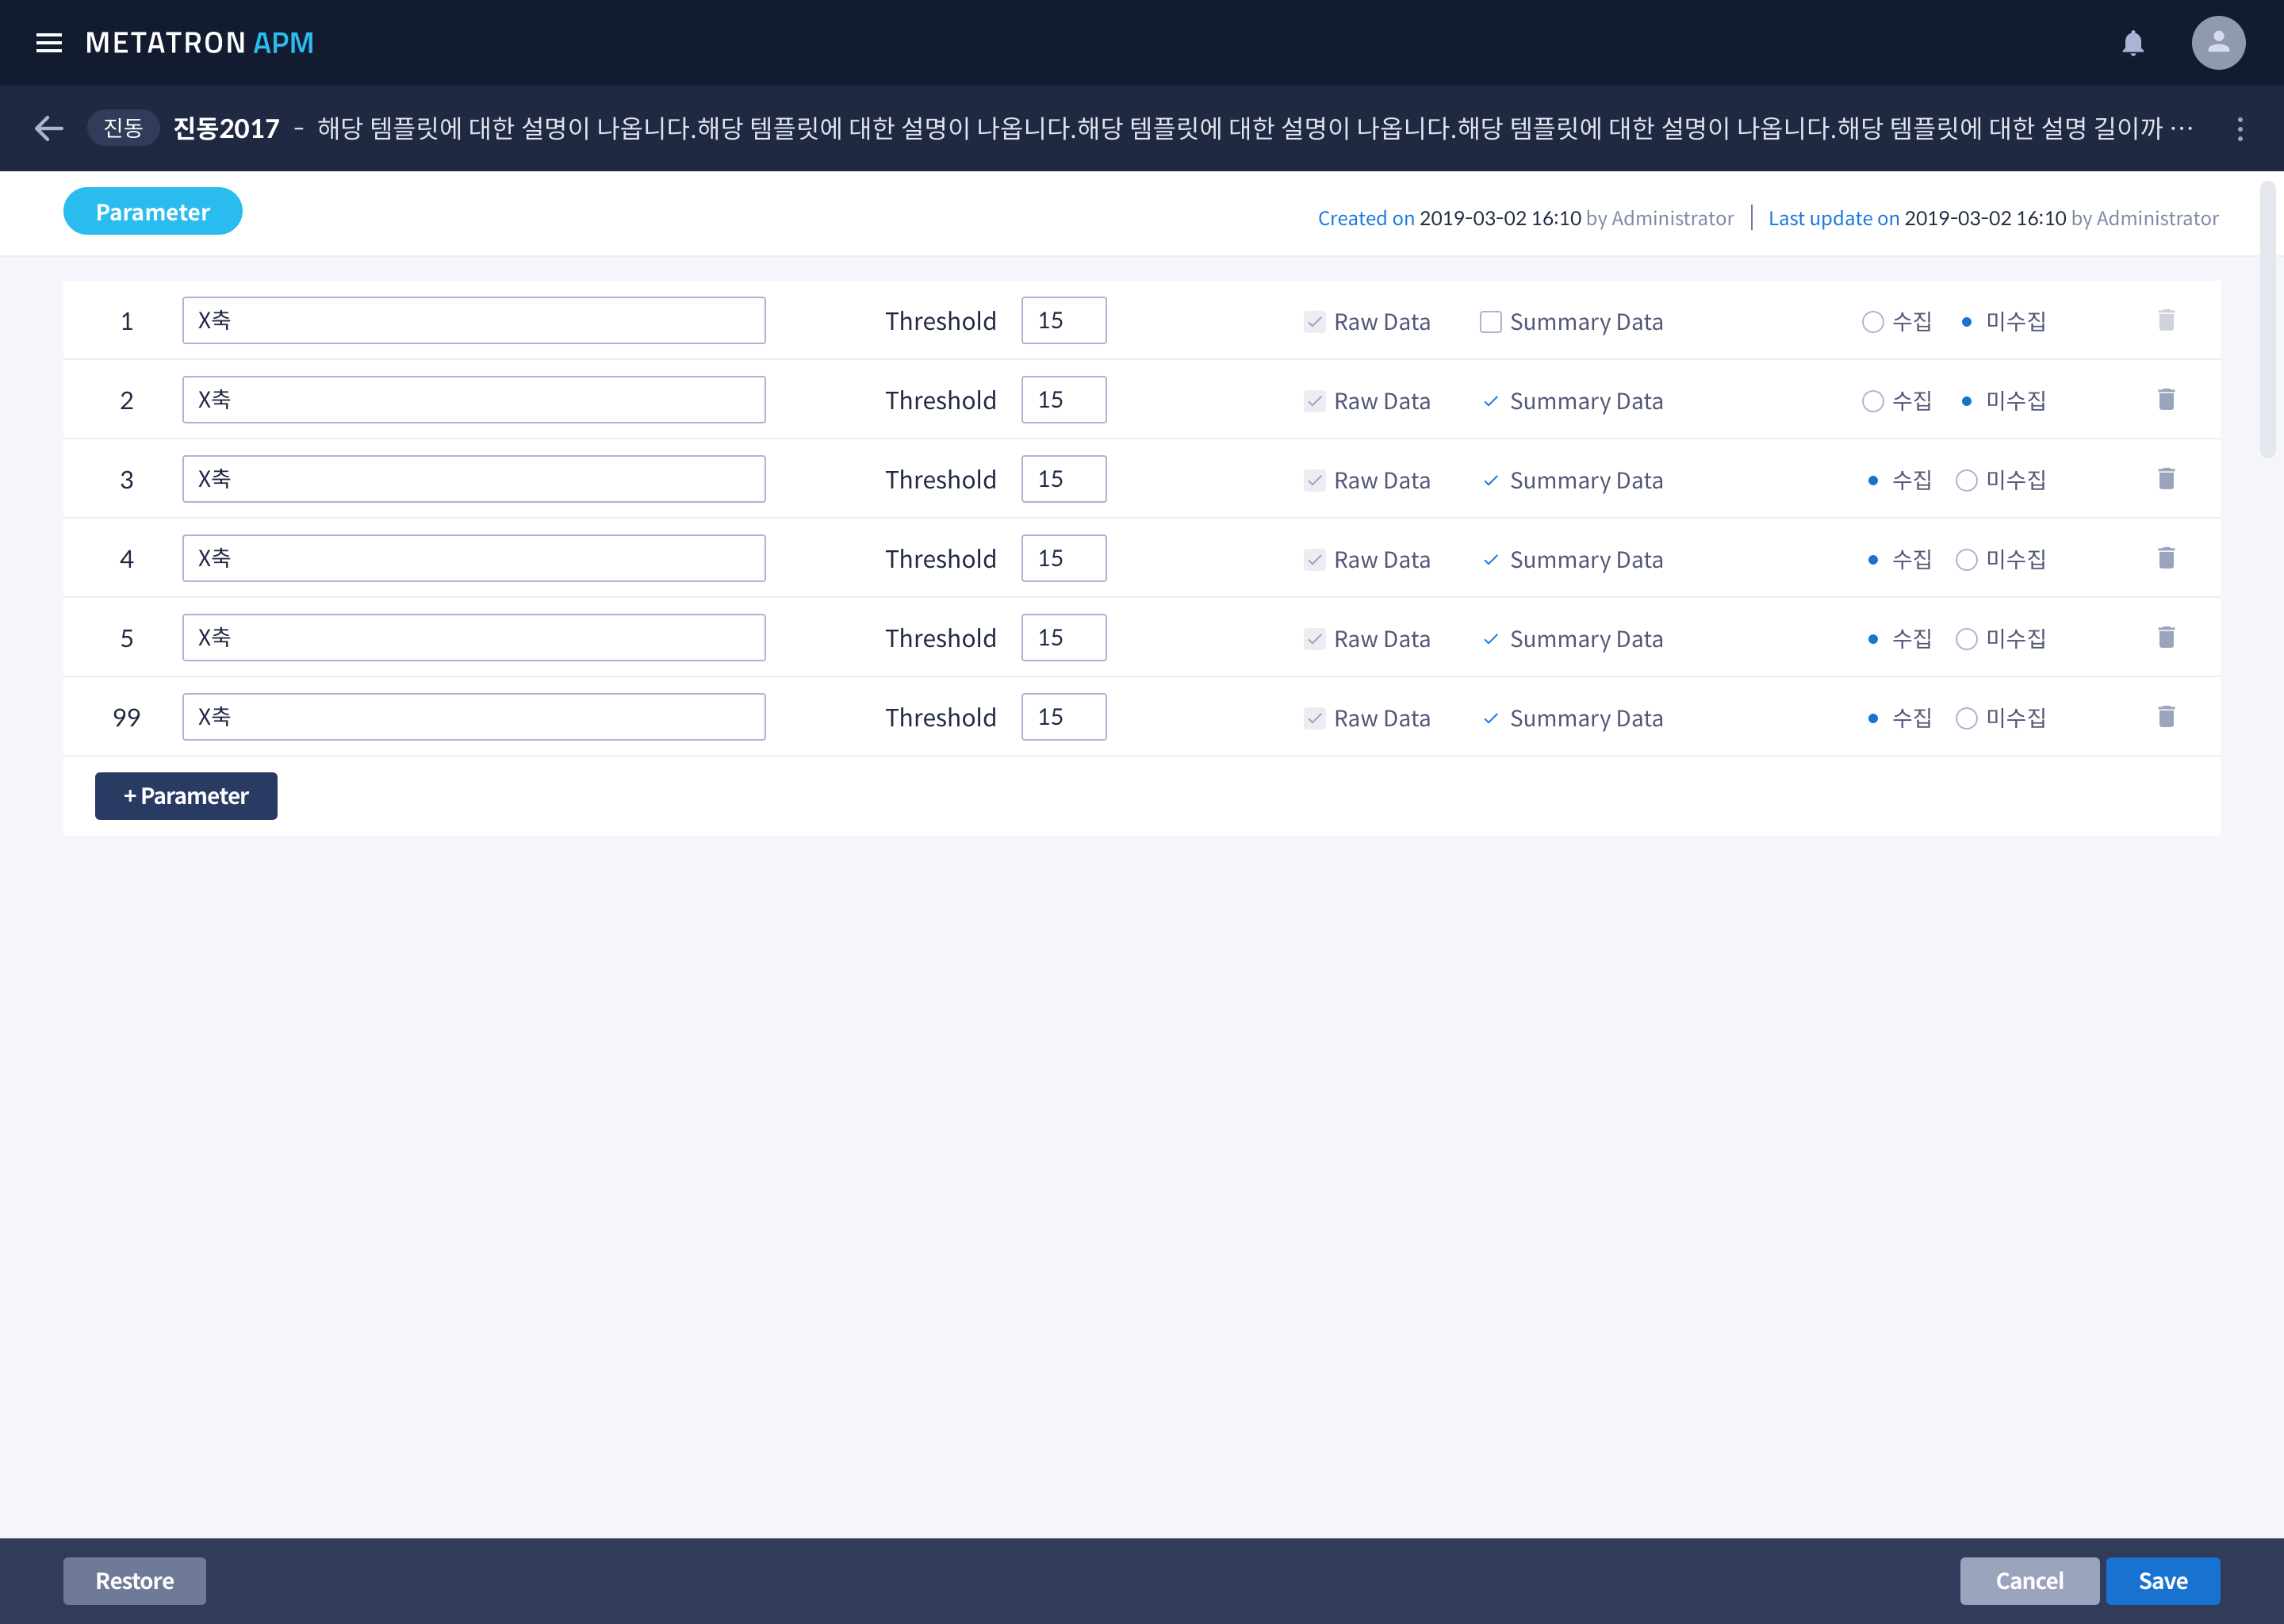 METATRON APM
진동 진동2017 - 해당 템플릿에 대한 설명이 나옵니다.해당 템플릿에 대한 설명이 나옵니다.해당 템플릿에 대한 설명이 나옵니다.해당 템플릿에 대한 설명이 나옵니다.해당 템플릿에 대한 설명 길이까 ⋯
Parameter Created on 2019-03-02 16:10 by Administrator | Last update on 2019-03-02 16:10 by Administrator
1 X축 Threshold 15 Raw Data Summary Data 수집 미수집
2 X축 Threshold 15 Raw Data Summary Data 수집 미수집
3 X축 Threshold 15 Raw Data Summary Data 수집 미수집
4 X축 Threshold 15 Raw Data Summary Data 수집 미수집
5 X축 Threshold 15 Raw Data Summary Data 수집 미수집
99 X축 Threshold 15 Raw Data Summary Data 수집 미수집
+ Parameter
Restore Cancel Save